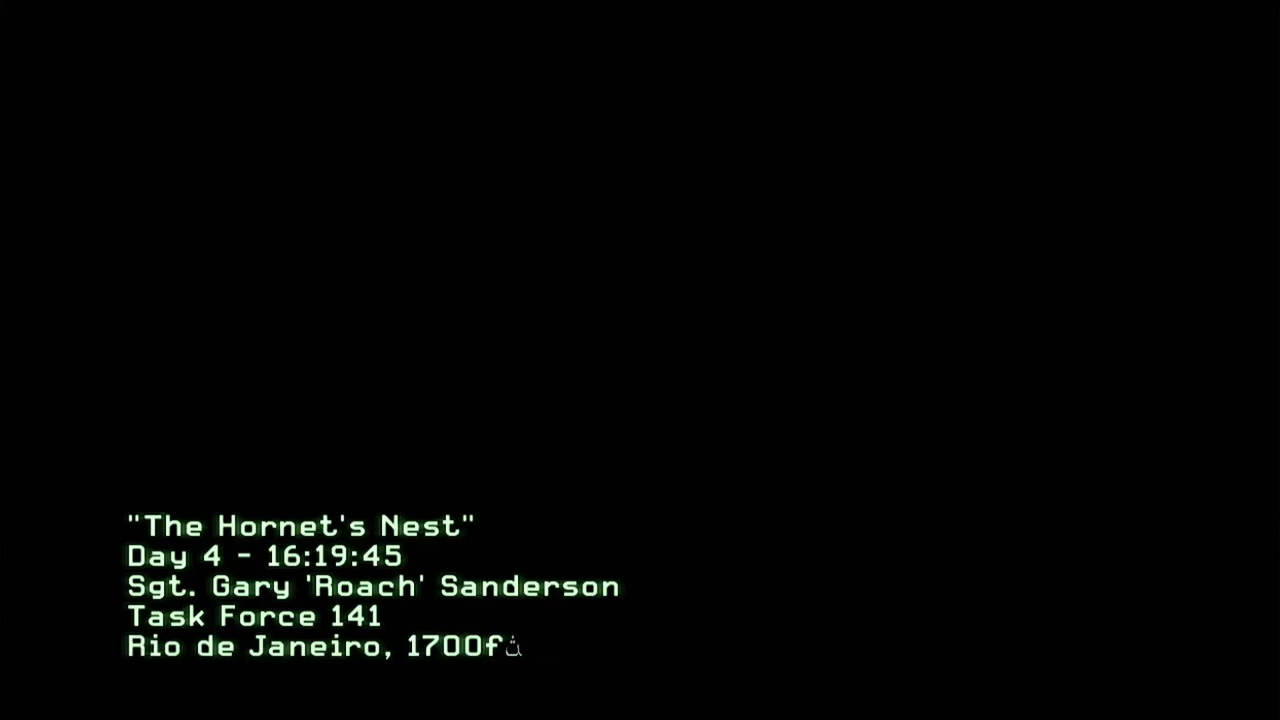 "The Hornet's Nest"
Day 4 - 16:19:45
Sgt. Gary 'Roach' Sanderson
Task Force 141
Rio de Janeiro, 1700f